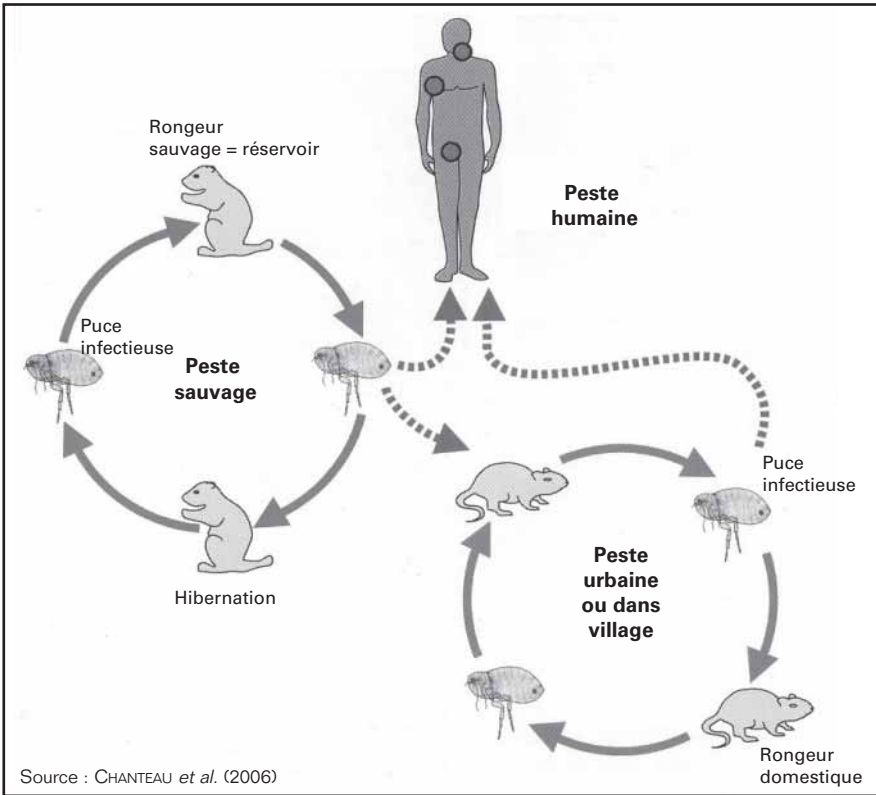 Rongeur
sauvage = réservoir
Peste
humaine
Puce
infectieuse
Peste
sauvage
Hibernation
Puce
infectieuse
Peste
urbaine
ou dans
village
Rongeur
domestique
Source : CHANTEAU et al. (2006)